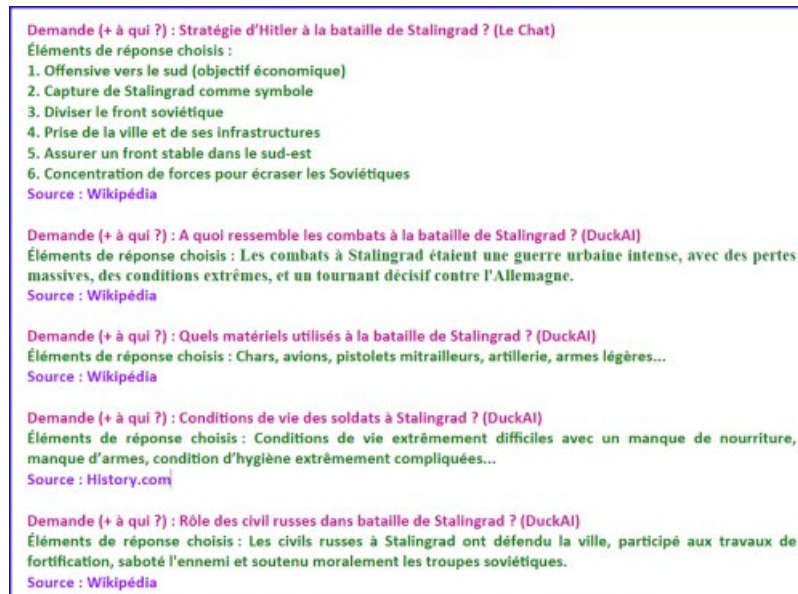 Demande (+ à qui ?) : Stratégie d'Hitler à la bataille de Stalingrad ? (Le Chat)
Éléments de réponse choisis :
1. Offensive vers le sud (objectif économique)
2. Capture de Stalingrad comme symbole
3. Diviser le front soviétique
4. Prise de la ville et de ses infrastructures
5. Assurer un front stable dans le sud-est
6. Concentration de forces pour écraser les Soviétiques
Source : Wikipédia
Demande (+ à qui ?) : A quoi ressemble les combats à la bataille de Stalingrad ? (DuckAI)
Éléments de réponse choisis : Les combats à Stalingrad étaient une guerre urbaine intense, avec des pertes
massives, des conditions extrêmes, et un tournant décisif contre l'Allemagne.
Source : Wikipédia
Demande (+ à qui ?) : Quels matériels utilisés à la bataille de Stalingrad ? (DuckAI)
Éléments de réponse choisis : Chars, avions, pistolets mitrailleurs, artillerie, armes légères...
Source : Wikipédia
Demande (+ à qui ?) : Conditions de vie des soldats à Stalingrad ? (DuckAI)
Éléments de réponse choisis : Conditions de vie extrêmement difficiles avec un manque de nourriture,
manque d'armes, condition d'hygiène extrêmement compliquées...
Source : History.com
Demande (+ à qui ?) : Rôle des civil russes dans bataille de Stalingrad ? (DuckAI)
Éléments de réponse choisis : Les civils russes à Stalingrad ont défendu la ville, participé aux travaux de
fortification, saboté l'ennemi et soutenu moralement les troupes soviétiques.
Source : Wikipédia